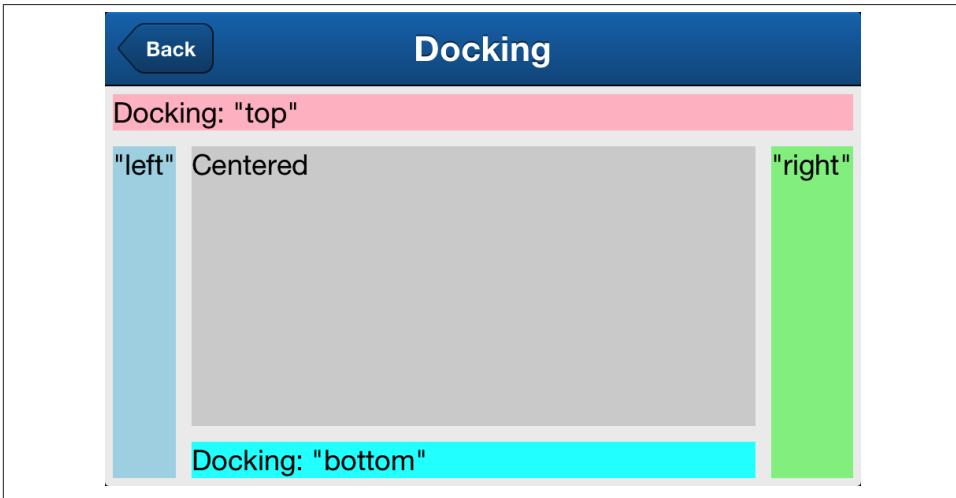 Back
Docking
Docking: "top"
"left"
Centered
"right"
Docking: "bottom"